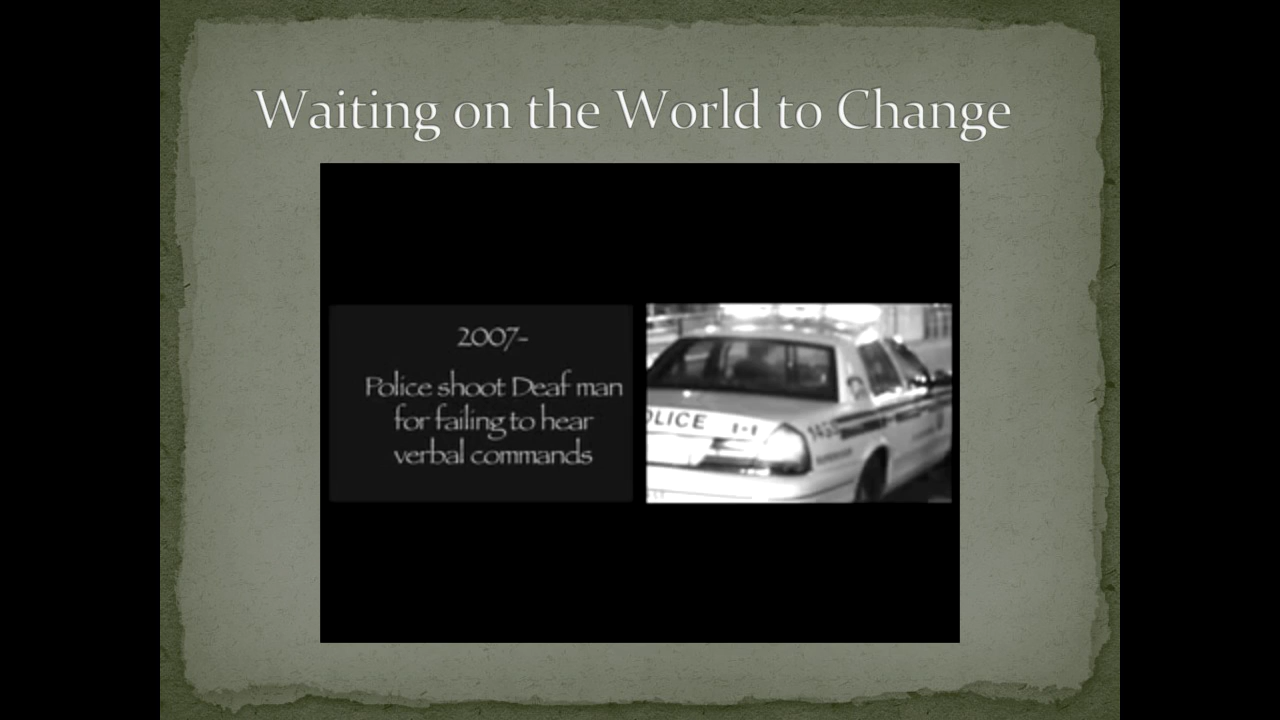 Waiting on the World to Change
2007-
Police shoot Deaf man
for failing to hear
verbal commands
OLICE